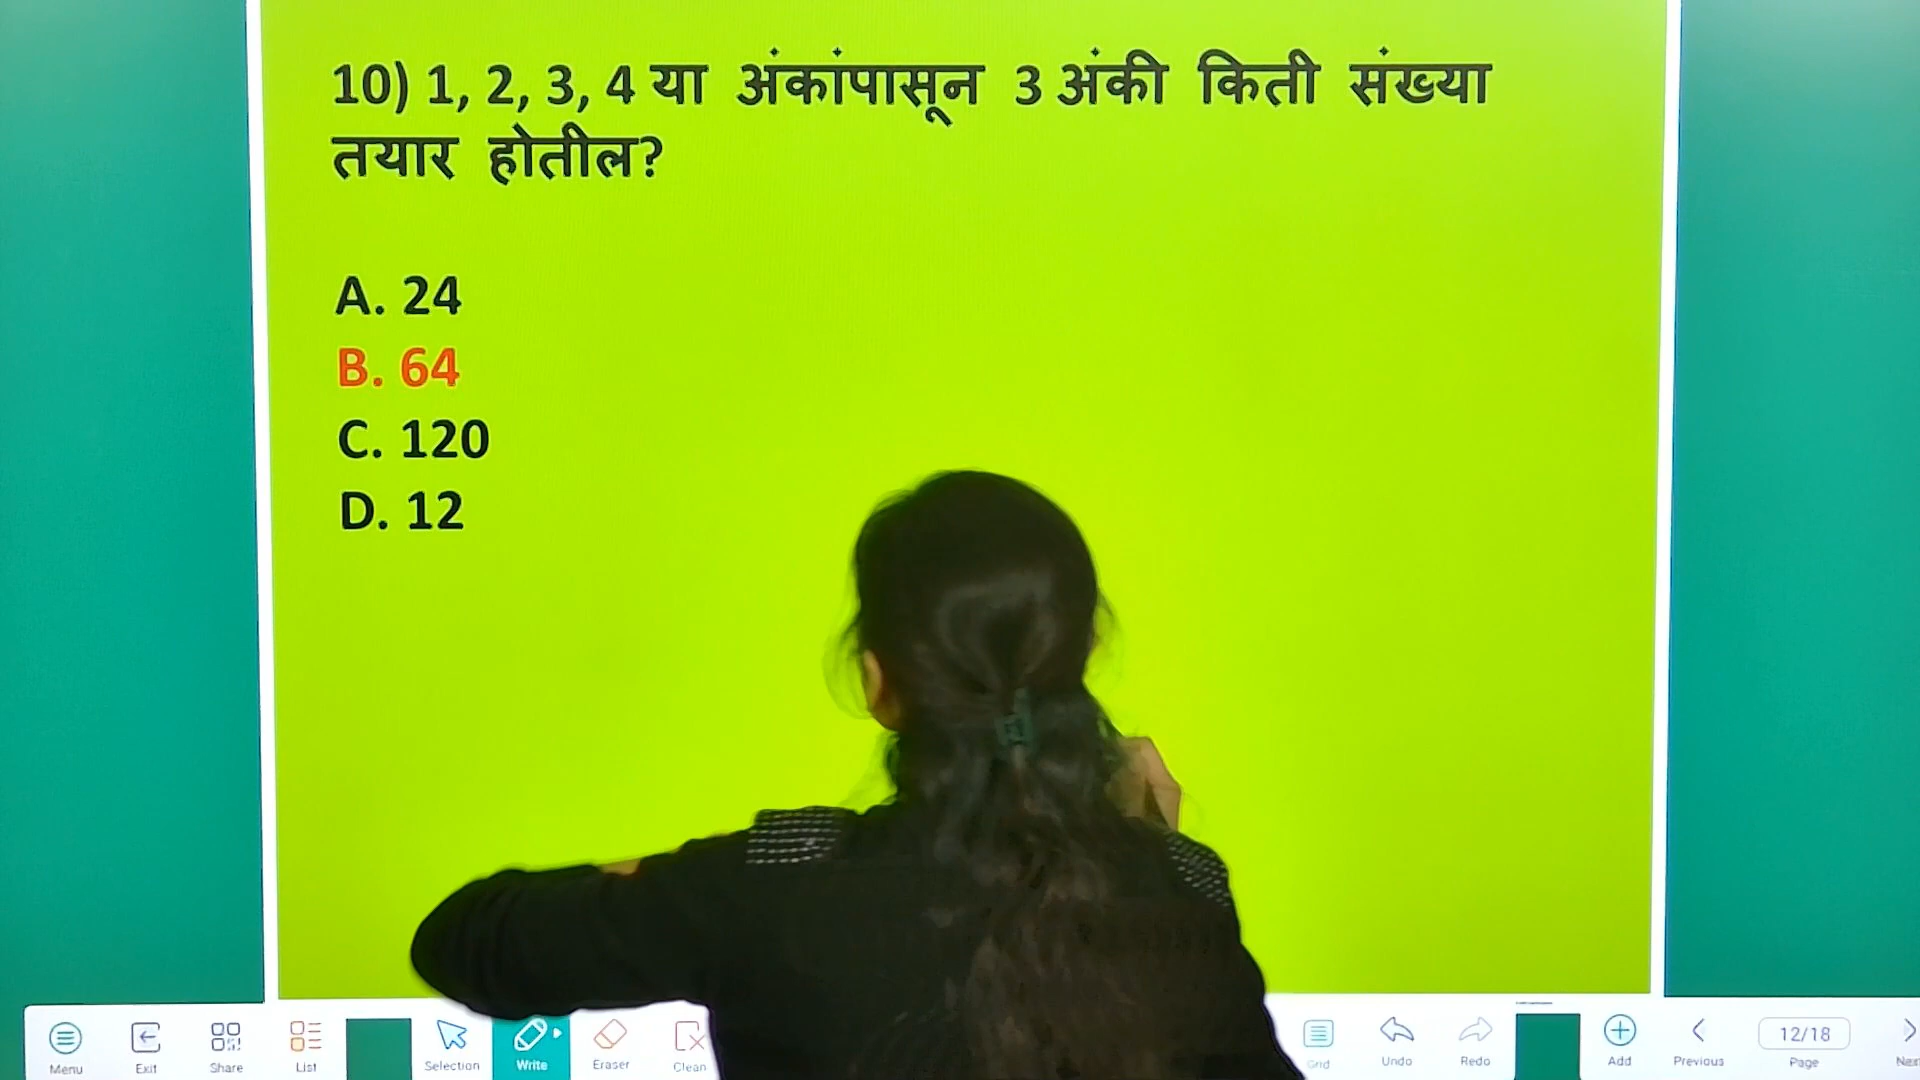 10) 1, 2, 3, 4 या अंकांपासून 3 अंकी किती संख्या
तयार होतील?
A. 24
B. 64
C. 120
D. 12
Menu
Exit
Share
List
Selection
Write
Eraser
Clean
Grid
Undo
Redo
Add
Previous
12/18
Page